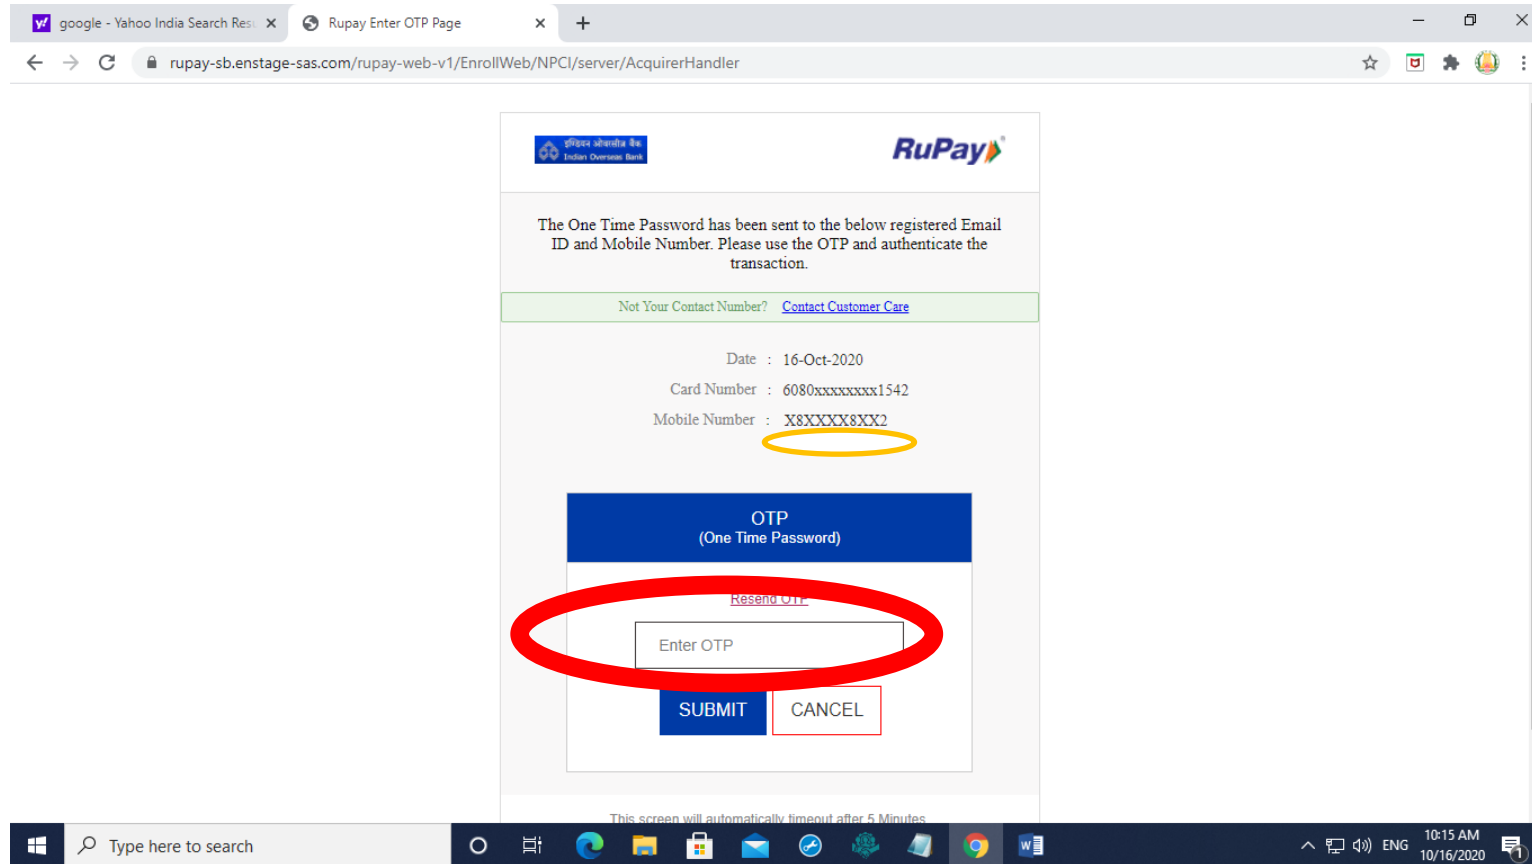 google - Yahoo India Search Resu
Rupay Enter OTP Page
rupay-sb.enstage-sas.com/rupay-web-v1/EnrollWeb/NPCI/server/AcquirerHandler
इण्डियन ओवरसीज बैंक
Indian Overseas Bank
RuPay
The One Time Password has been sent to the below registered Email
ID and Mobile Number. Please use the OTP and authenticate the
transaction.
Not Your Contact Number? Contact Customer Care
Date : 16-Oct-2020
Card Number : 6080xxxxxxxx1542
Mobile Number : X8XXXX8XX2
OTP
(One Time Password)
Resend OTP
Enter OTP
SUBMIT CANCEL
This screen will automatically timeout after 5 Minutes
Type here to search
ENG
10:15 AM
10/16/2020
1